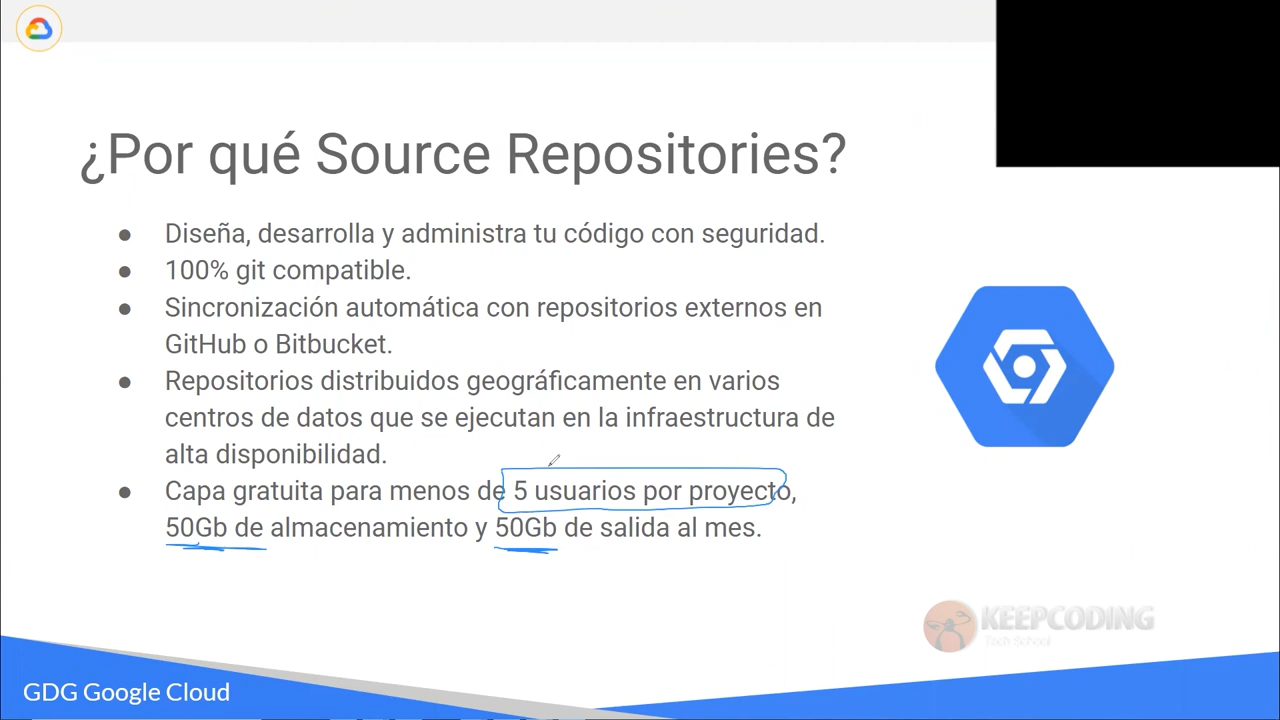 ¿Por qué Source Repositories?
● Diseña, desarrolla y administra tu código con seguridad.
● 100% git compatible.
● Sincronización automática con repositorios externos en
GitHub o Bitbucket.
● Repositorios distribuidos geográficamente en varios
centros de datos que se ejecutan en la infraestructura de
alta disponibilidad.
● Capa gratuita para menos de 5 usuarios por proyecto,
50Gb de almacenamiento y 50Gb de salida al mes.
KEEPCODING
Tech School
GDG Google Cloud